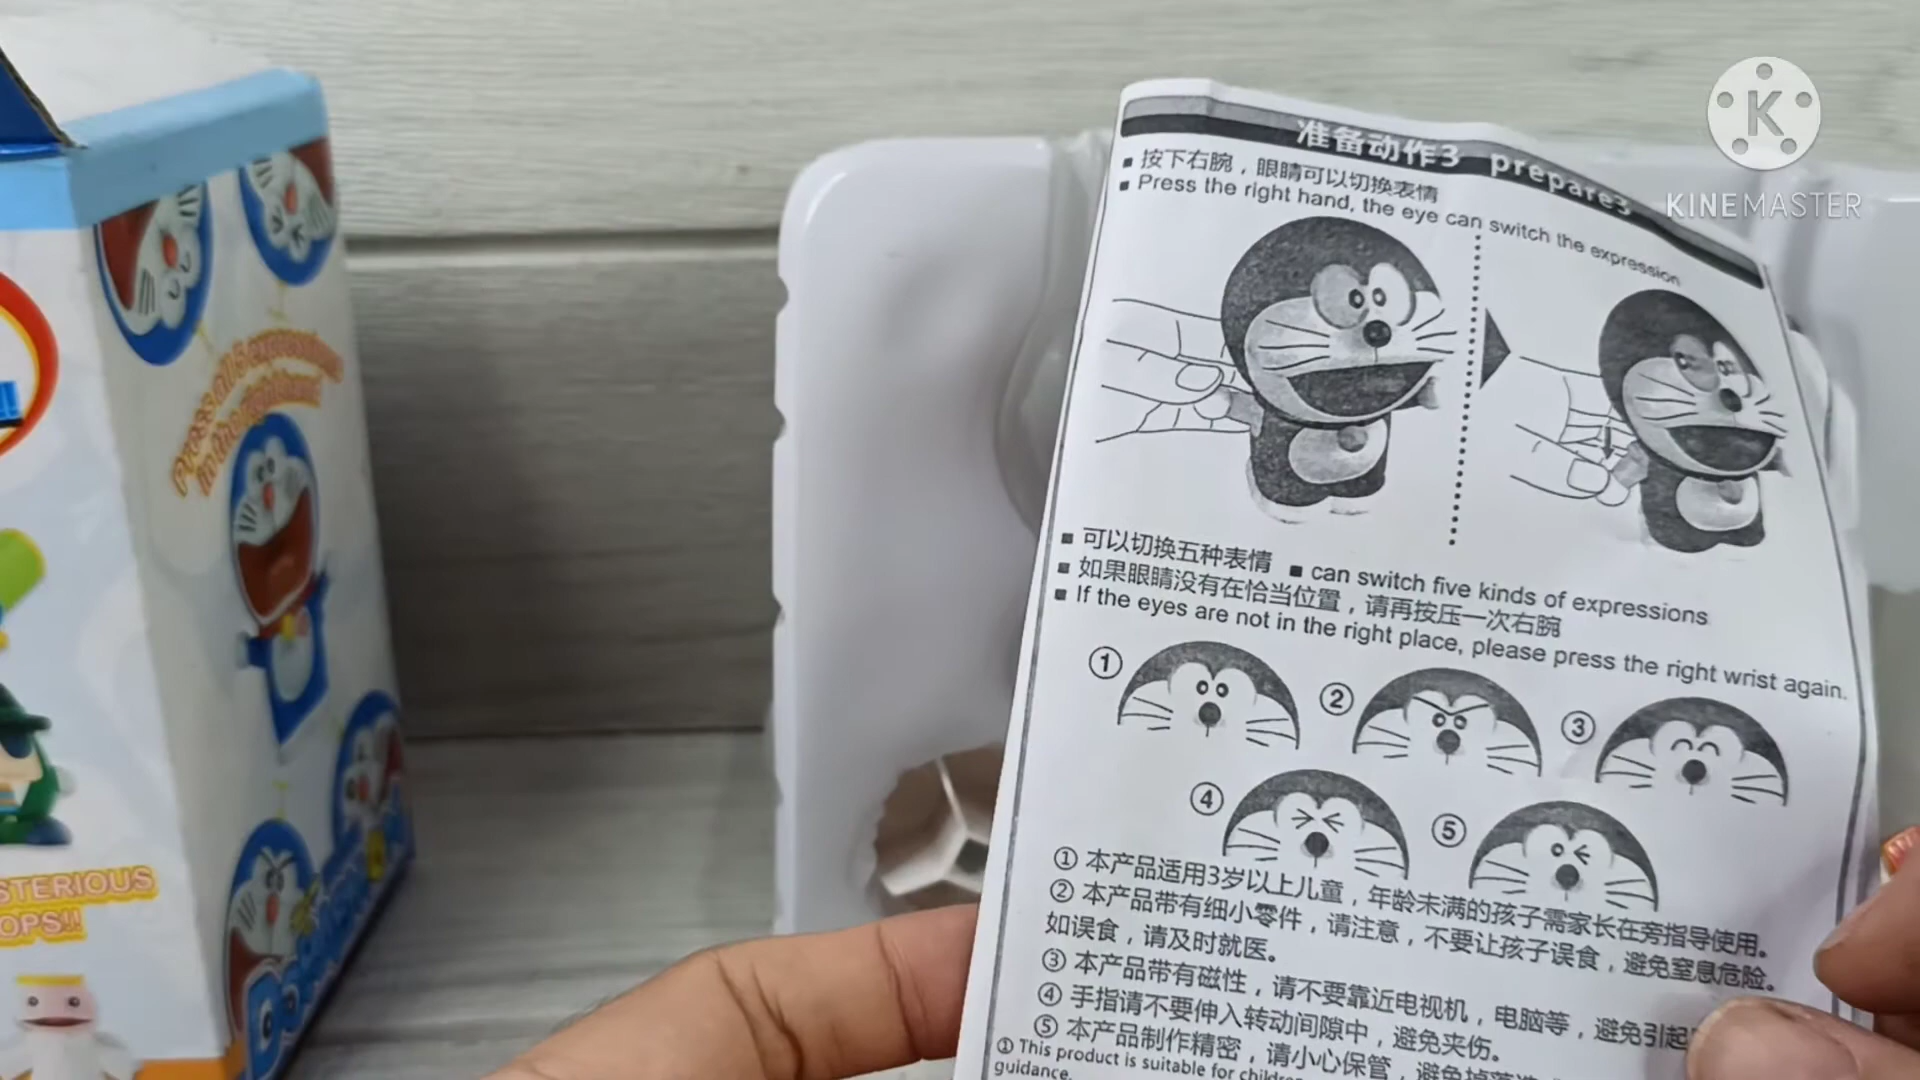 KINEMASTER
准备动作3 prepare3
■ 按下右腕，眼睛可以切换表情
■ Press the right hand, the eye can switch the expression
■ 可以切换五种表情 ■ can switch five kinds of expressions
■ 如果眼睛没有在恰当位置，请再按压一次右腕
■ If the eyes are not in the right place, please press the right wrist again.
① ② ③
④ ⑤
① 本产品适用3岁以上儿童，年龄未满的孩子需家长在旁指导使用。
② 本产品带有细小零件，请注意，不要让孩子误食，避免窒息危险。
如误食，请及时就医。
③ 本产品带有磁性，请不要靠近电视机，电脑等，避免引起
④ 手指请不要伸入转动间隙中，避免夹伤。
⑤ 本产品制作精密，请小心保管，避免
① This product is suitable for
guidance.
Press all 5 expressions
in the right hand
STERIOUS
OPS!!